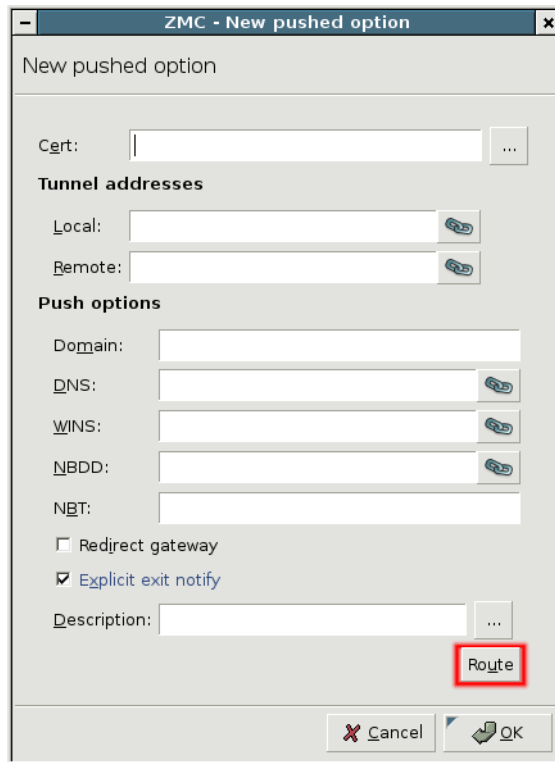 ZMC - New pushed option
New pushed option
Cert:
...
Tunnel addresses
Local:
Remote:
Push options
Domain:
DNS:
WINS:
NBDD:
NBT:
Redirect gateway
Explicit exit notify
Description:
...
Route
Cancel
OK